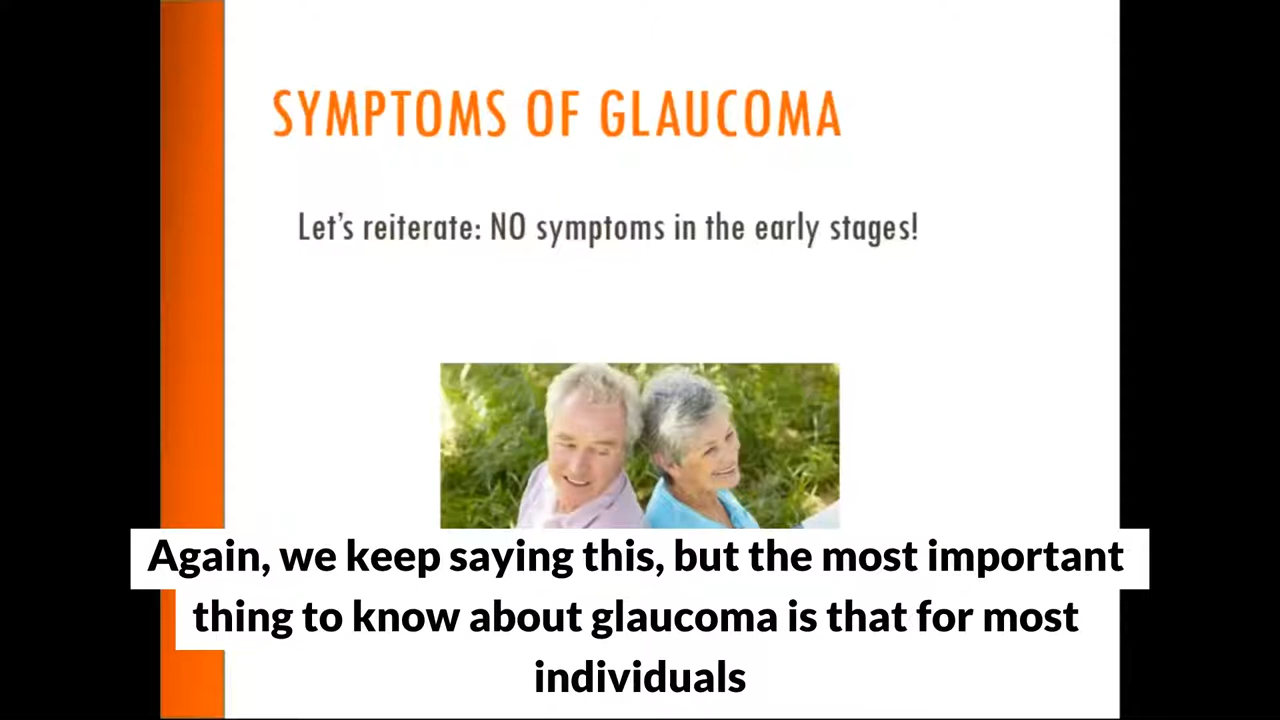 SYMPTOMS OF GLAUCOMA
Let's reiterate: NO symptoms in the early stages!
Again, we keep saying this, but the most important
thing to know about glaucoma is that for most
individuals